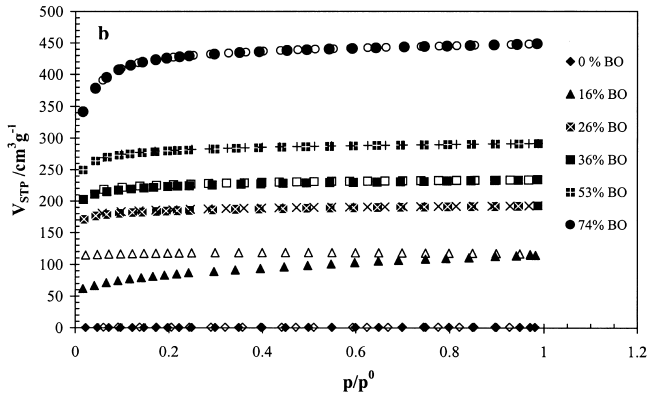 b
500
450
400
350
300
250
200
150
100
50
0
V_STP /cm³g⁻¹
0 0.2 0.4 0.6 0.8 1 1.2
p/p⁰
0 % BO
16% BO
26% BO
36% BO
53% BO
74% BO